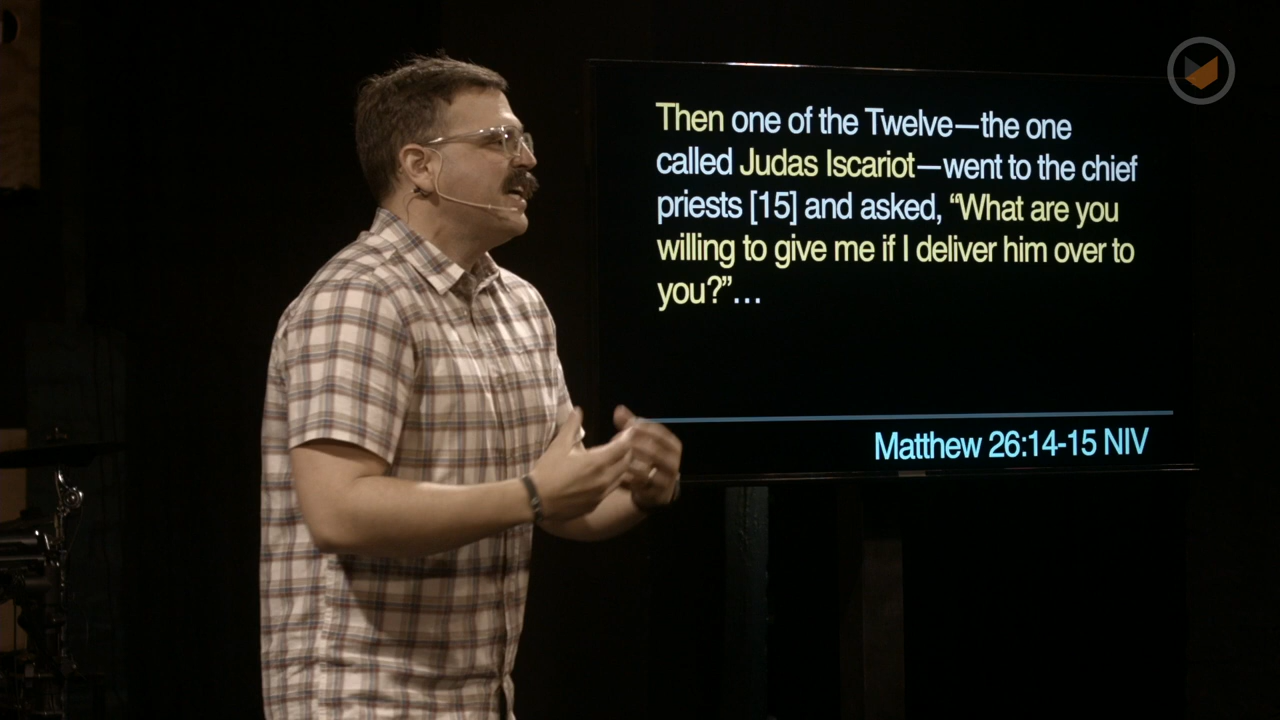 Then one of the Twelve—the one
called Judas Iscariot—went to the chief
priests [15] and asked, “What are you
willing to give me if I deliver him over to
you?”…
Matthew 26:14-15 NIV